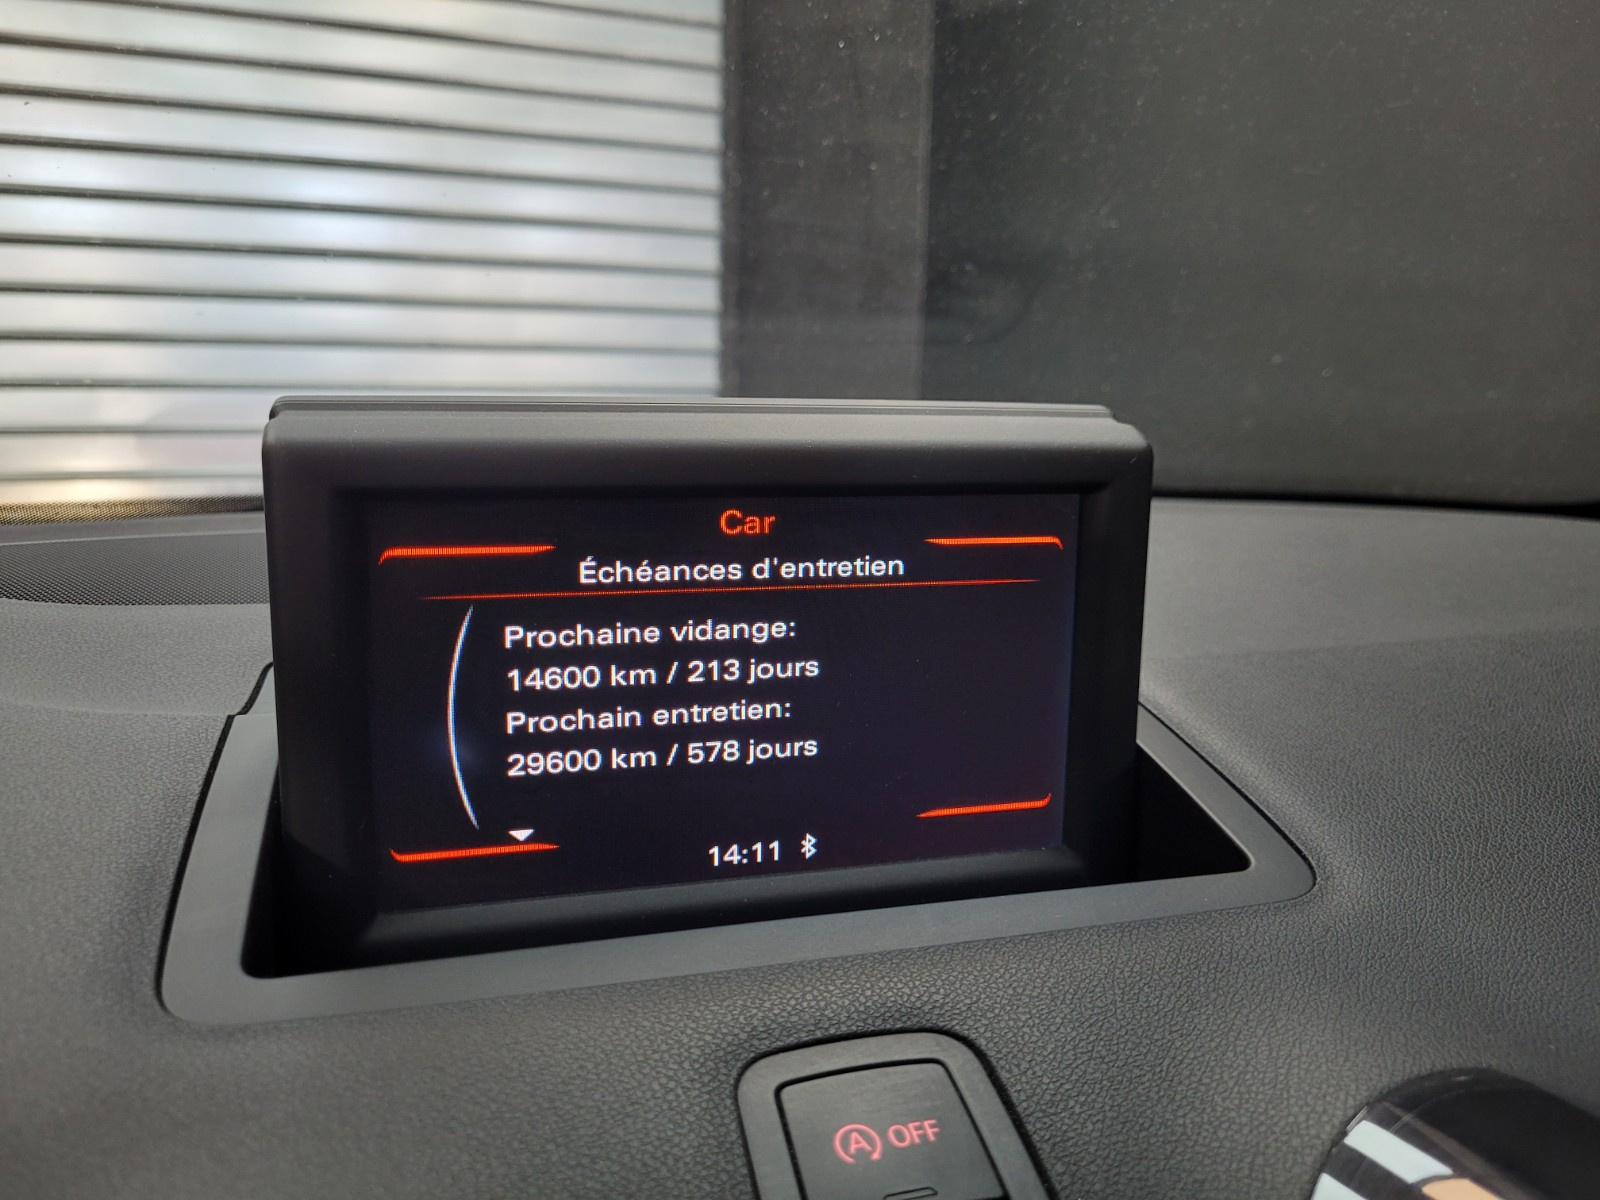 Car
Échéances d'entretien
Prochaine vidange:
14600 km / 213 jours
Prochain entretien:
29600 km / 578 jours
14:11
A OFF